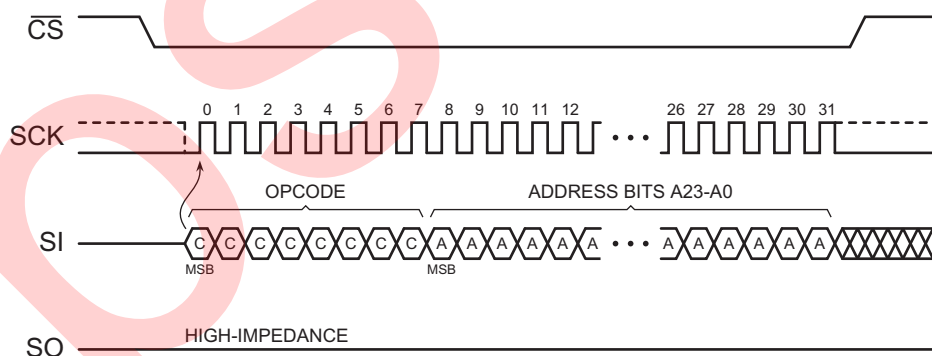 CS
0 1 2 3 4 5 6 7 8 9 10 11 12 26 27 28 29 30 31
SCK
OPCODE ADDRESS BITS A23-A0
SI C C C C C C C C A A A A A A A A A A A A
MSB MSB
HIGH-IMPEDANCE
SO